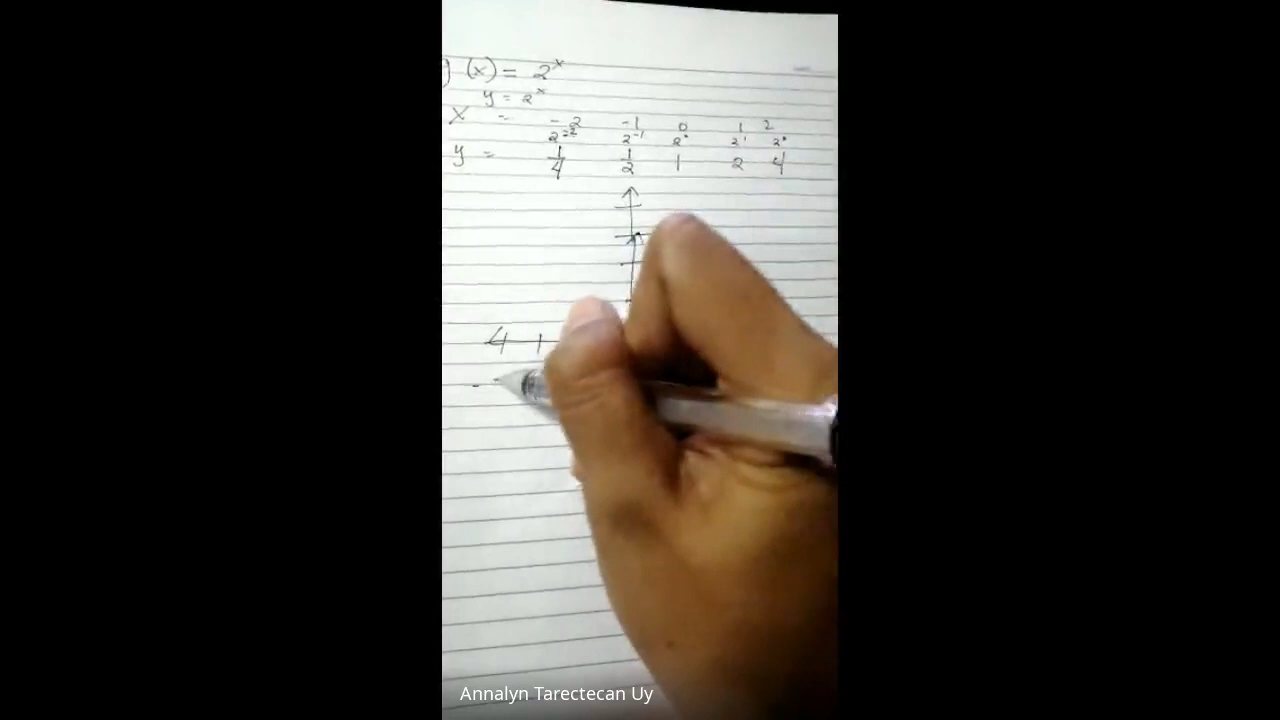 g(x) = 2^x
y = 2^x
x = -2 -1 0 1 2
2^-2 2^-1 2^0 2^1 2^2
y = 1/4 1/2 1 2 4
Annalyn Tarectecan Uy